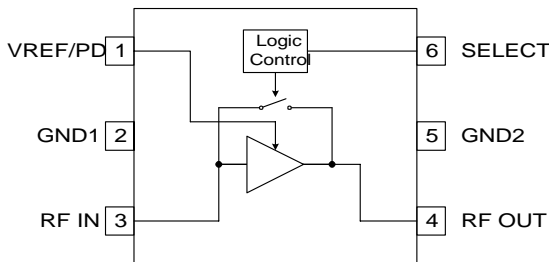 VREF/PD 1
Logic
Control
6 SELECT
GND1 2
5 GND2
RF IN 3
4 RF OUT